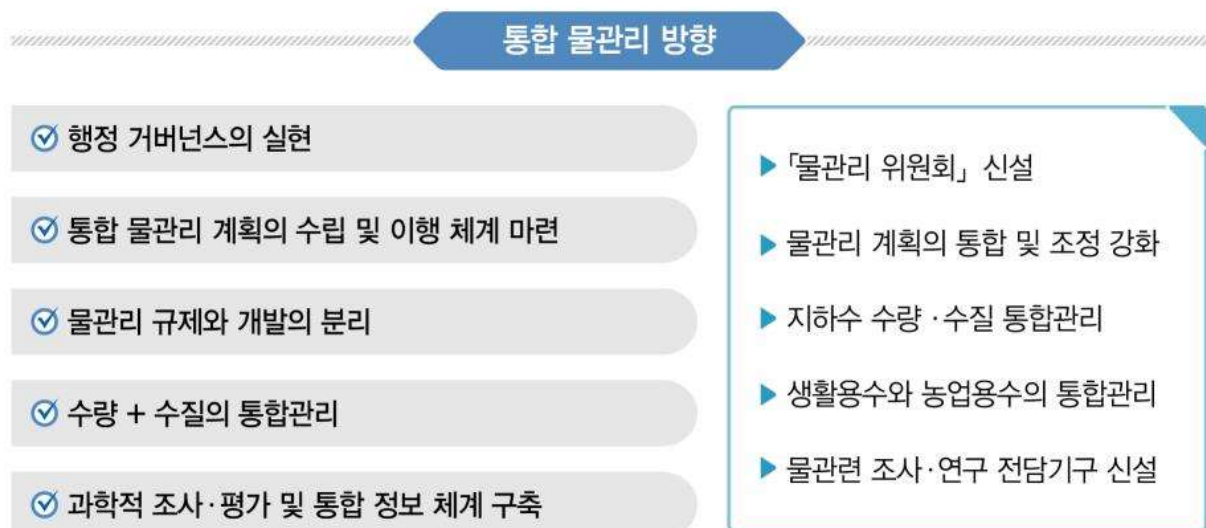 통합 물관리 방향
행정 거버넌스의 실현
통합 물관리 계획의 수립 및 이행 체계 마련
물관리 규제와 개발의 분리
수량 + 수질의 통합관리
과학적 조사·평가 및 통합 정보 체계 구축
「물관리 위원회」 신설
물관리 계획의 통합 및 조정 강화
지하수 수량·수질 통합관리
생활용수와 농업용수의 통합관리
물관련 조사·연구 전담기구 신설